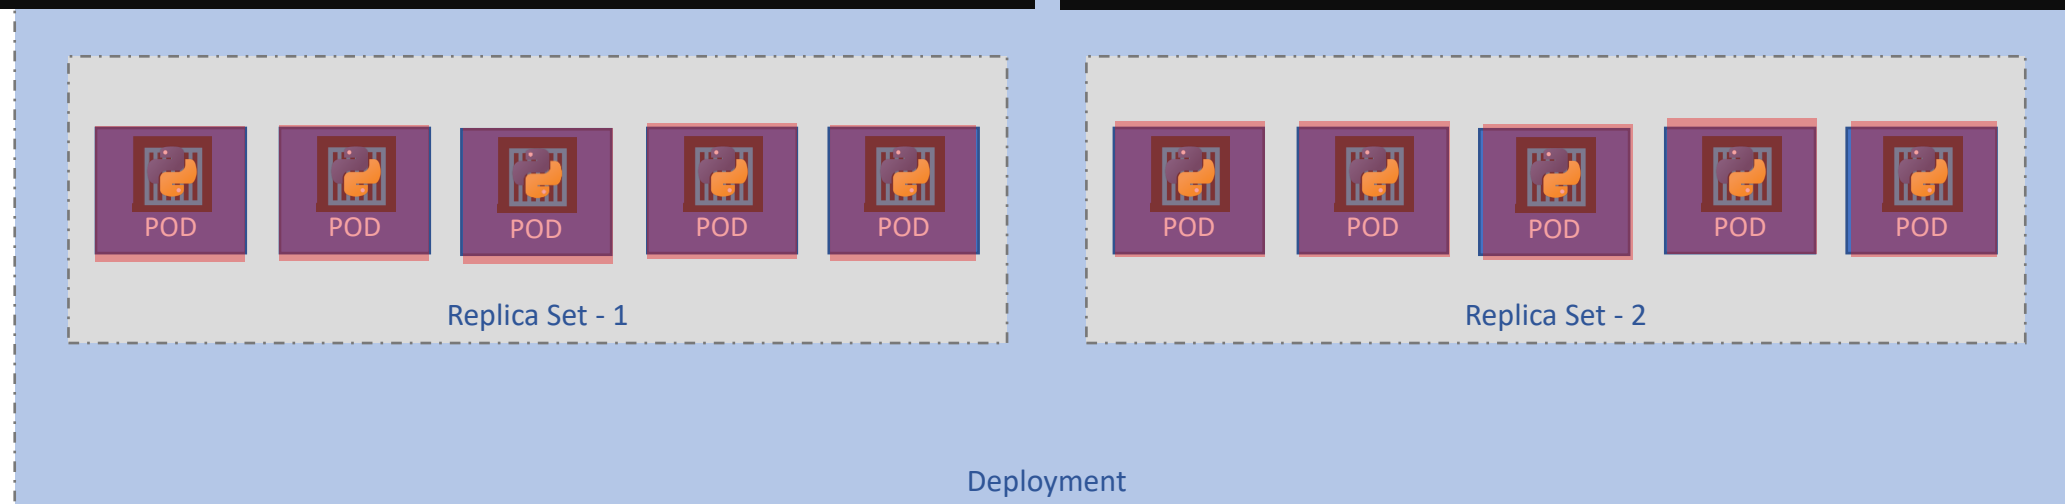 POD POD POD POD POD
Replica Set - 1
POD POD POD POD POD
Replica Set - 2
Deployment